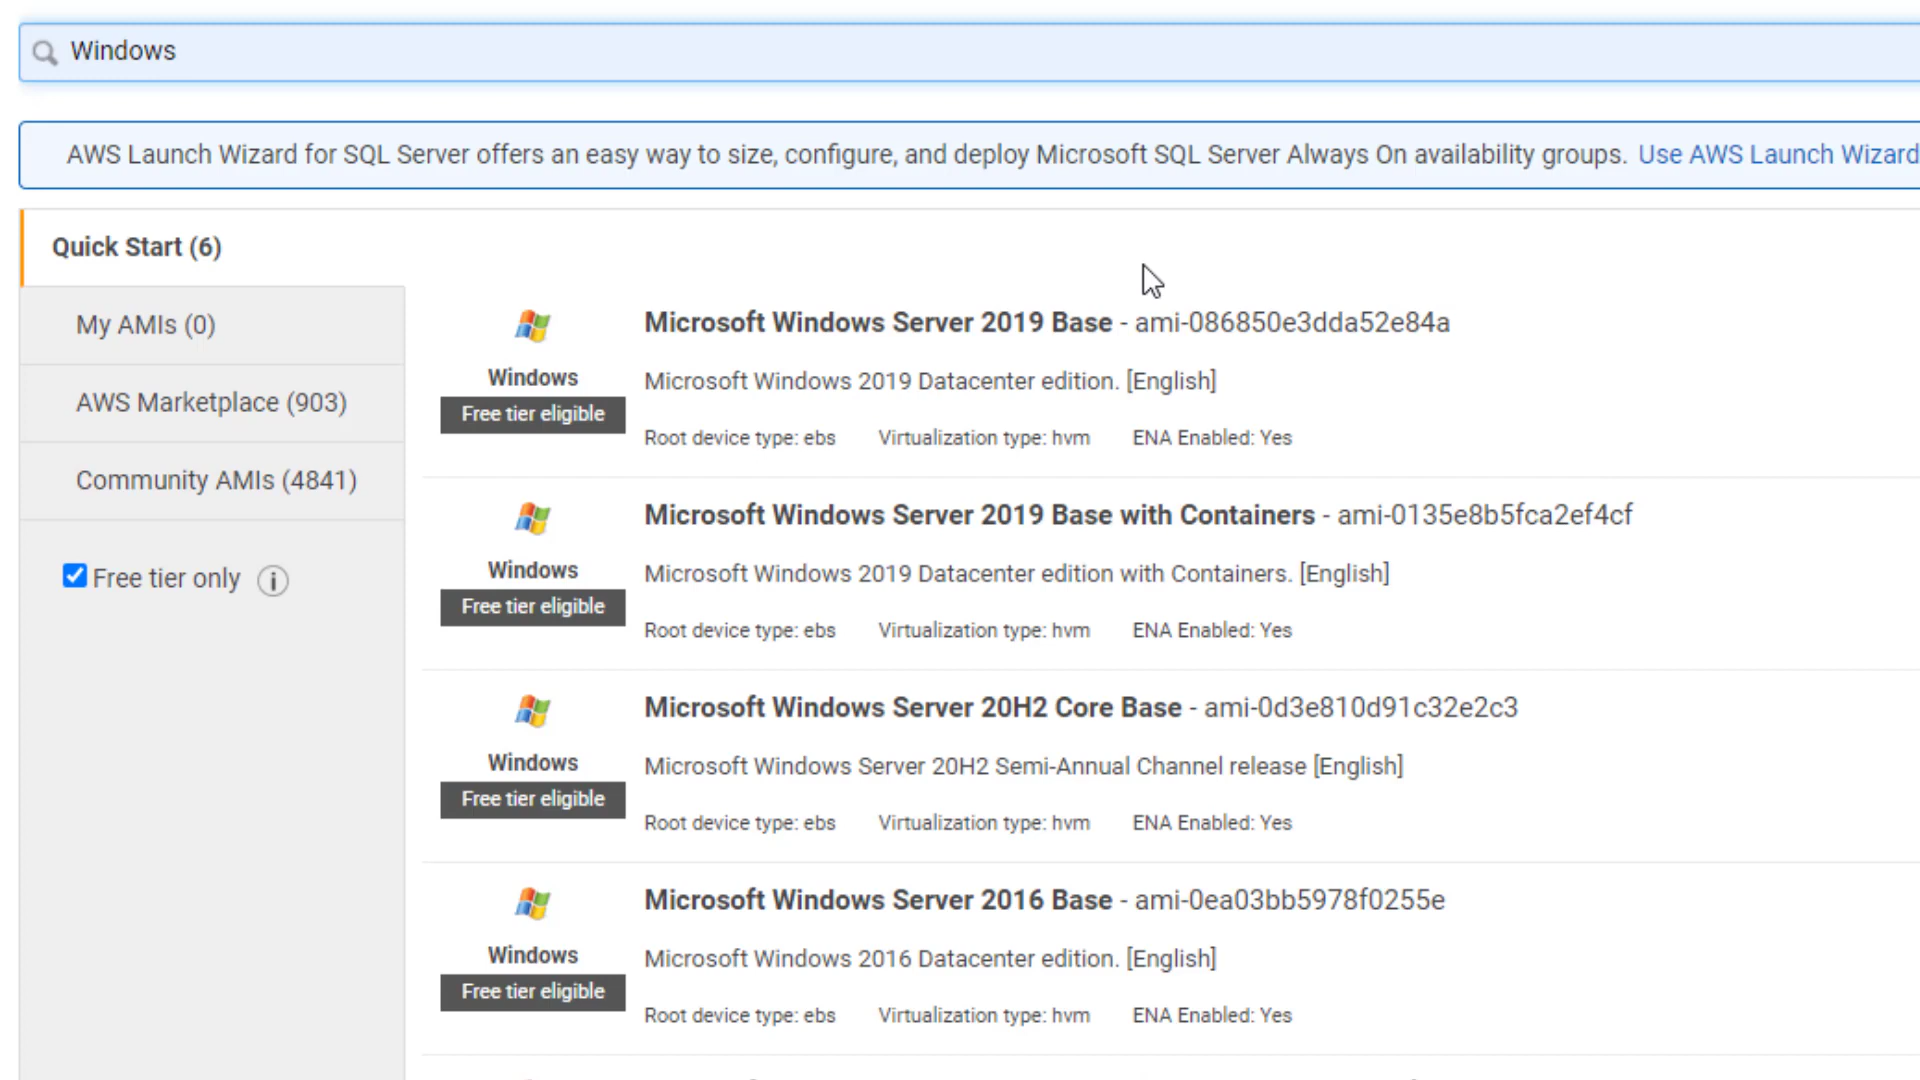 Windows
AWS Launch Wizard for SQL Server offers an easy way to size, configure, and deploy Microsoft SQL Server Always On availability groups. Use AWS Launch Wizard
Quick Start (6)
My AMIs (0)
AWS Marketplace (903)
Community AMIs (4841)
Free tier only
Windows
Free tier eligible
Microsoft Windows Server 2019 Base - ami-086850e3dda52e84a
Microsoft Windows 2019 Datacenter edition. [English]
Root device type: ebs Virtualization type: hvm ENA Enabled: Yes
Windows
Free tier eligible
Microsoft Windows Server 2019 Base with Containers - ami-0135e8b5fca2ef4cf
Microsoft Windows 2019 Datacenter edition with Containers. [English]
Root device type: ebs Virtualization type: hvm ENA Enabled: Yes
Windows
Free tier eligible
Microsoft Windows Server 20H2 Core Base - ami-0d3e810d91c32e2c3
Microsoft Windows Server 20H2 Semi-Annual Channel release [English]
Root device type: ebs Virtualization type: hvm ENA Enabled: Yes
Windows
Free tier eligible
Microsoft Windows Server 2016 Base - ami-0ea03bb5978f0255e
Microsoft Windows 2016 Datacenter edition. [English]
Root device type: ebs Virtualization type: hvm ENA Enabled: Yes